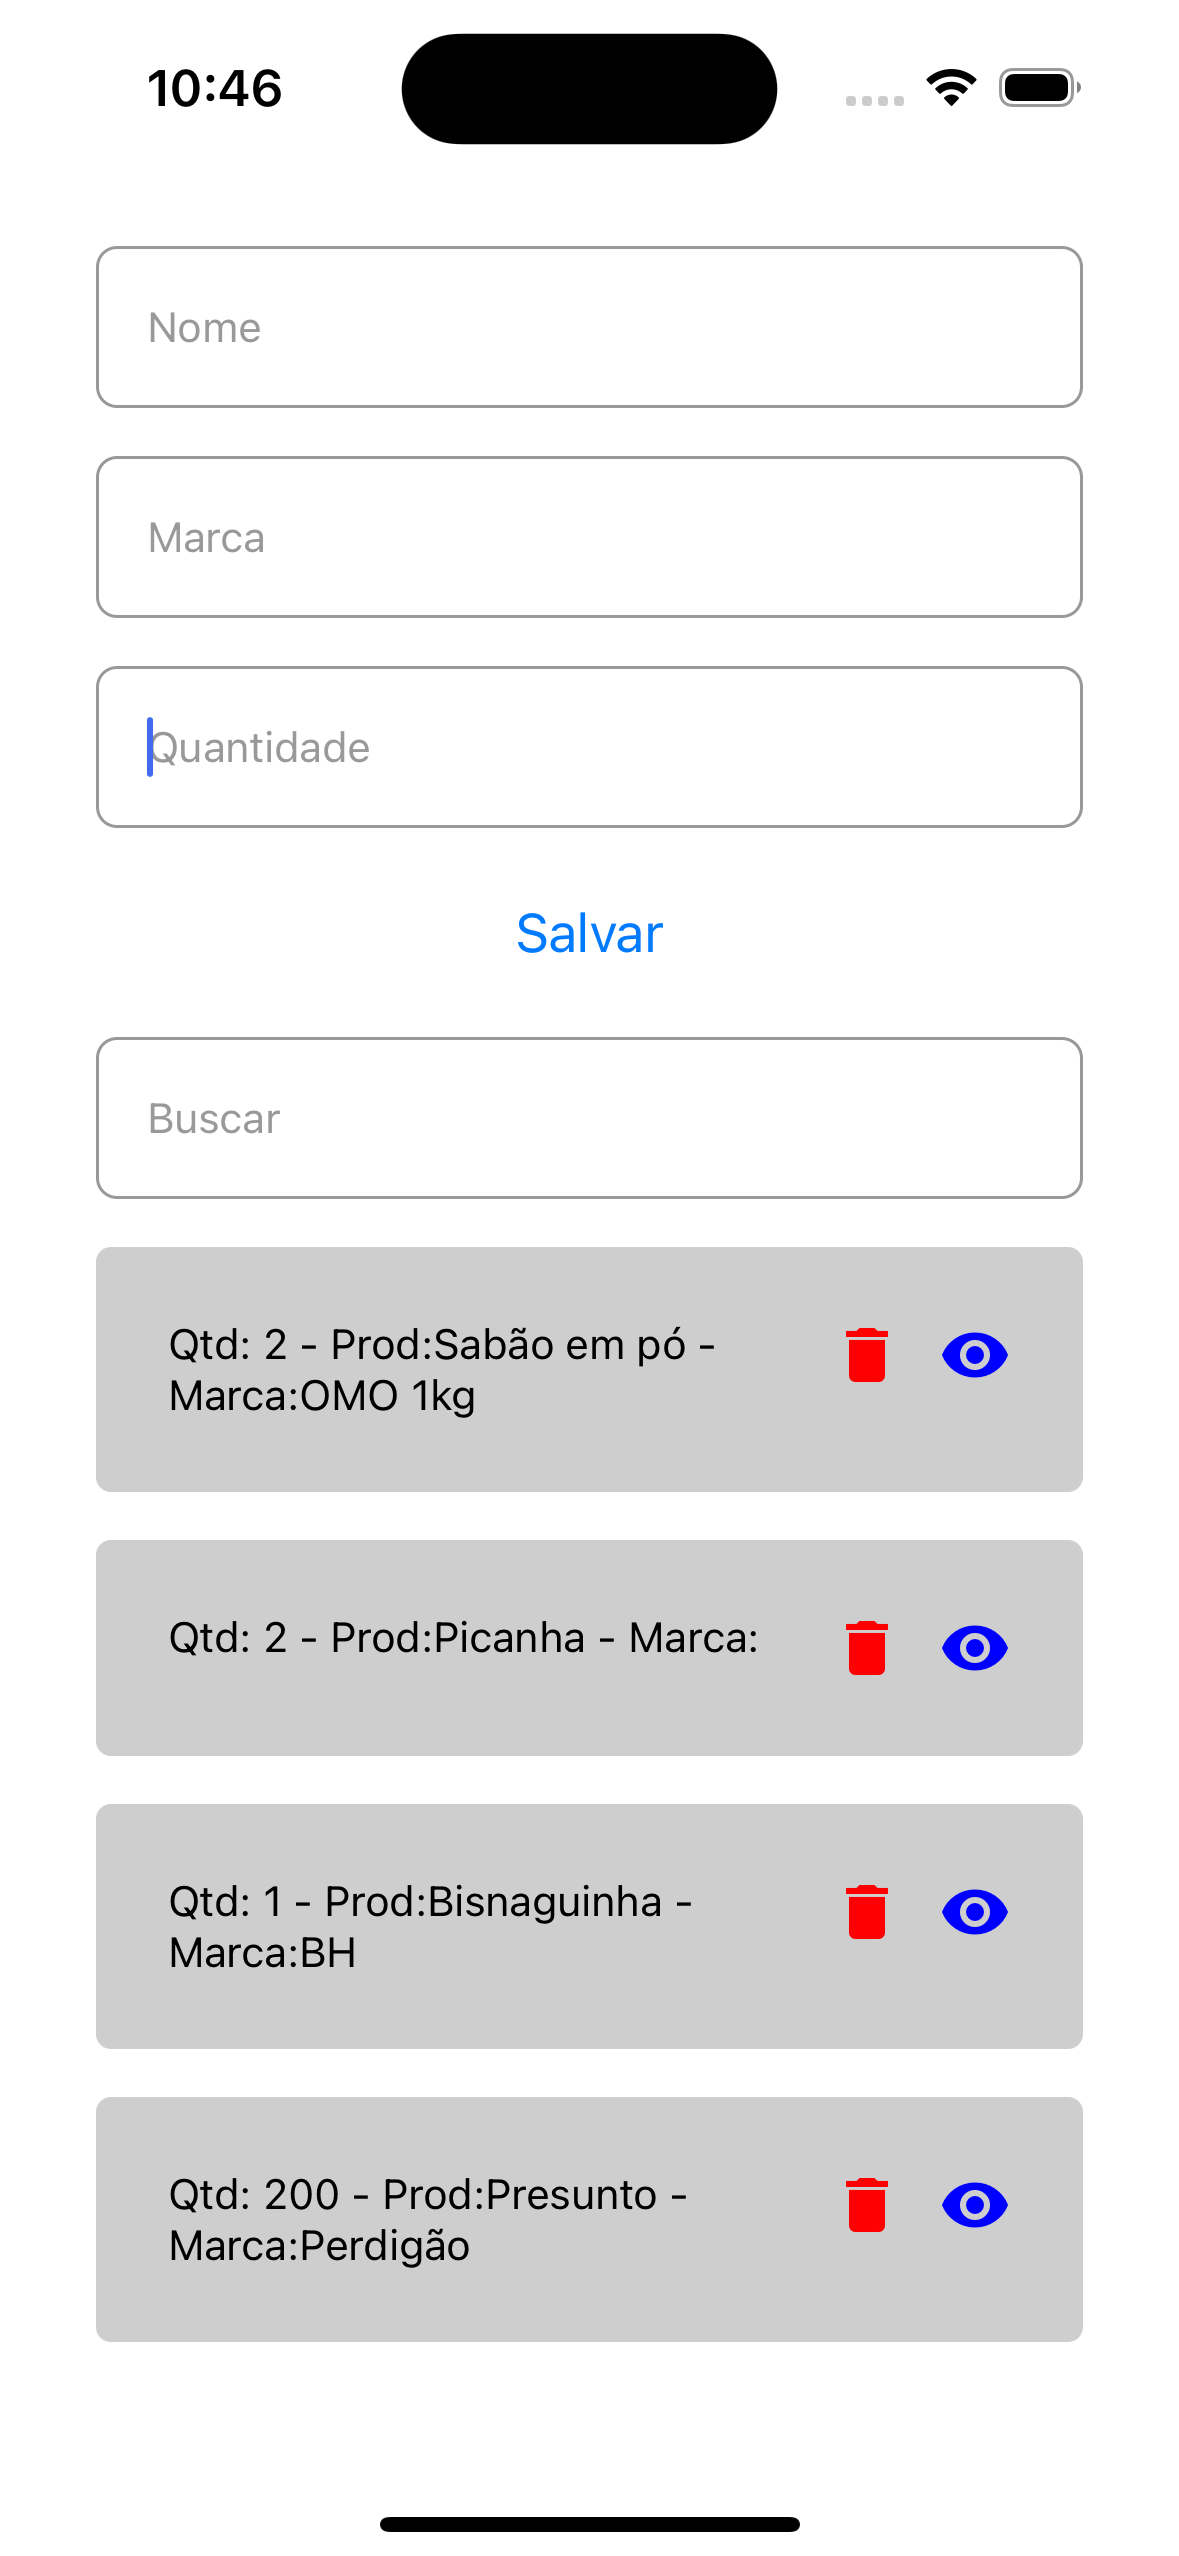 10:46
Nome
Marca
Quantidade
Salvar
Buscar
Qtd: 2 - Prod:Sabão em pó -
Marca:OMO 1kg
Qtd: 2 - Prod:Picanha - Marca:
Qtd: 1 - Prod:Bisnaguinha -
Marca:BH
Qtd: 200 - Prod:Presunto -
Marca:Perdigão